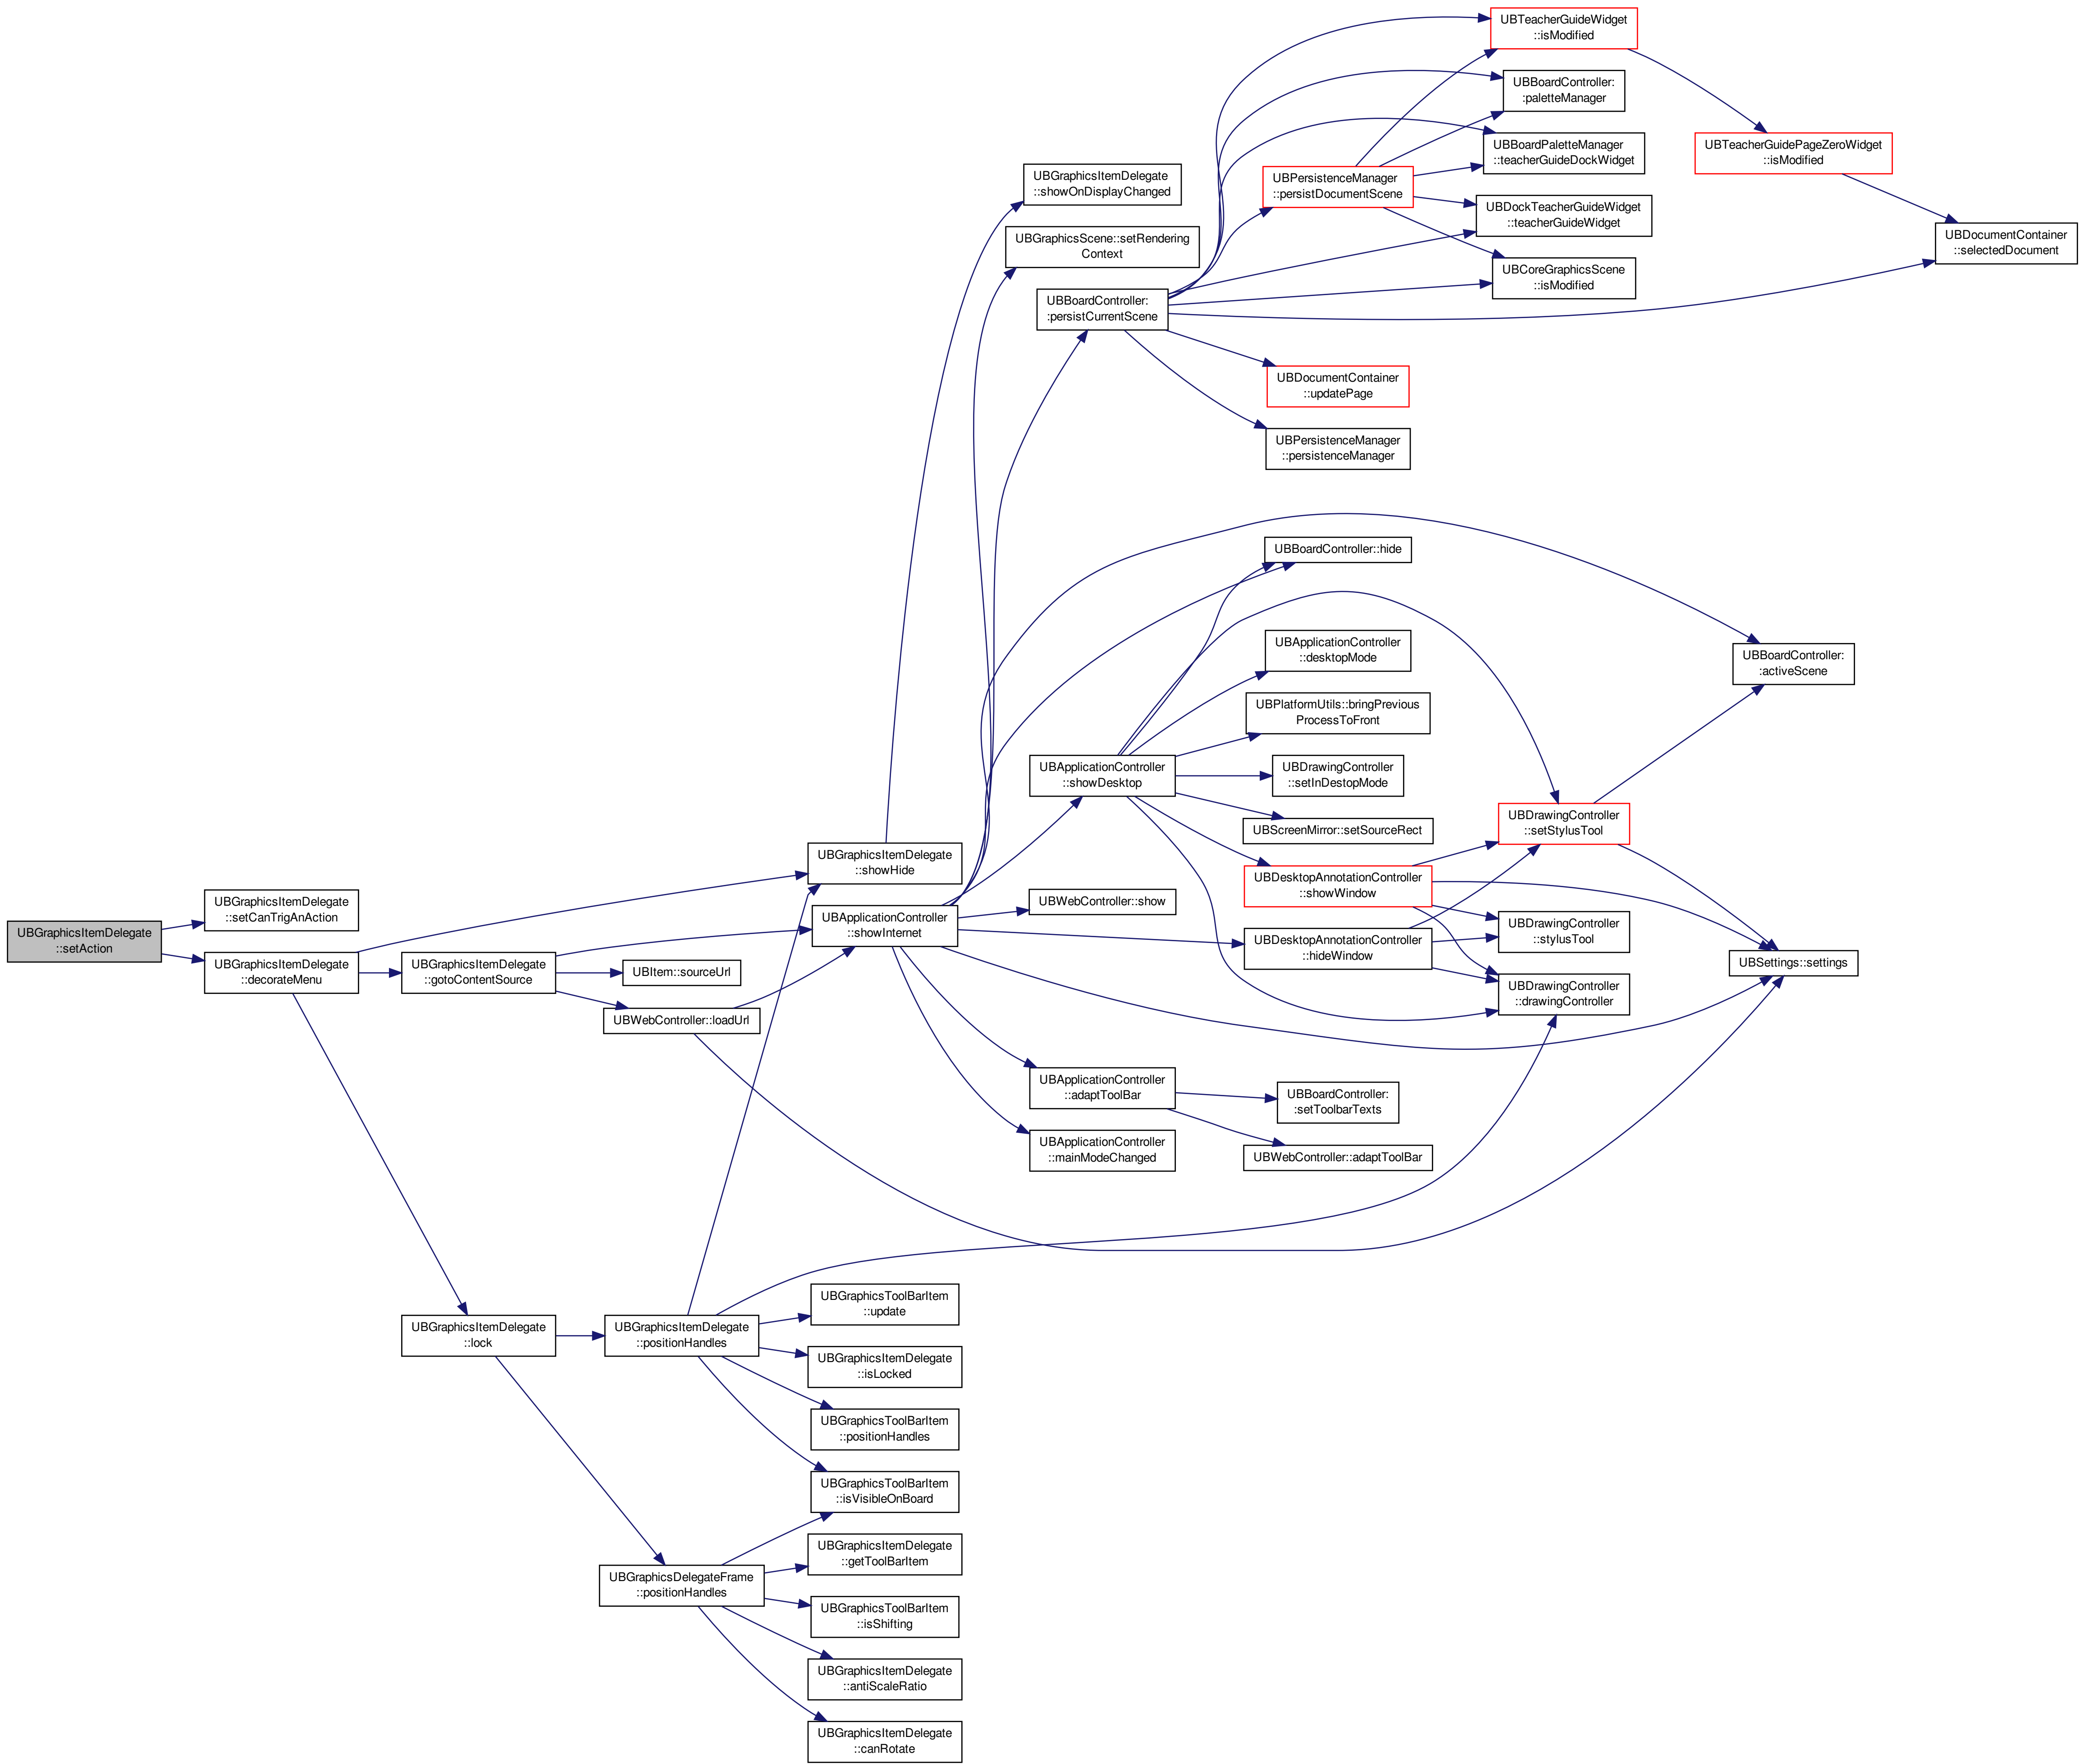 UBTeacherGuideWidget
::isModified
UBBoardController:
:paletteManager
UBBoardPaletteManager
::teacherGuideDockWidget
UBTeacherGuidePageZeroWidget
::isModified
UBGraphicsItemDelegate
::showOnDisplayChanged
UBPersistenceManager
::persistDocumentScene
UBDockTeacherGuideWidget
::teacherGuideWidget
UBGraphicsScene::setRendering
Context
UBDocumentContainer
::selectedDocument
UBCoreGraphicsScene
::isModified
UBBoardController:
:persistCurrentScene
UBDocumentContainer
::updatePage
UBPersistenceManager
::persistenceManager
UBBoardController::hide
UBApplicationController
::desktopMode
UBBoardController:
:activeScene
UBPlatformUtils::bringPrevious
ProcessToFront
UBApplicationController
::showDesktop
UBDrawingController
::setInDestopMode
UBScreenMirror::setSourceRect
UBDrawingController
::setStylusTool
UBGraphicsItemDelegate
::showHide
UBDesktopAnnotationController
::showWindow
UBWebController::show
UBGraphicsItemDelegate
::setCanTrigAnAction
UBApplicationController
::showInternet
UBDrawingController
::stylusTool
UBGraphicsItemDelegate
::setAction
UBDesktopAnnotationController
::hideWindow
UBSettings::settings
UBGraphicsItemDelegate
::decorateMenu
UBGraphicsItemDelegate
::gotoContentSource
UBItem::sourceUrl
UBDrawingController
::drawingController
UBWebController::loadUrl
UBApplicationController
::adaptToolBar
UBBoardController:
:setToolbarTexts
UBApplicationController
::mainModeChanged
UBWebController::adaptToolBar
UBGraphicsToolBarItem
::update
UBGraphicsItemDelegate
::lock
UBGraphicsItemDelegate
::positionHandles
UBGraphicsItemDelegate
::isLocked
UBGraphicsToolBarItem
::positionHandles
UBGraphicsToolBarItem
::isVisibleOnBoard
UBGraphicsItemDelegate
::getToolBarItem
UBGraphicsDelegateFrame
::positionHandles
UBGraphicsToolBarItem
::isShifting
UBGraphicsItemDelegate
::antiScaleRatio
UBGraphicsItemDelegate
::canRotate